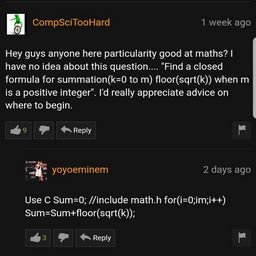 CompSciTooHard 1 week ago
Hey guys anyone here particularity good at maths? I
have no idea about this question.... "Find a closed
formula for summation(k=0 to m) floor(sqrt(k)) when m
is a positive integer". I'd really appreciate advice on
where to begin.
9 Reply
yoyoeminem 2 days ago
Use C Sum=0; //include math.h for(i=0;im;i++)
Sum=Sum+floor(sqrt(k));
3 Reply